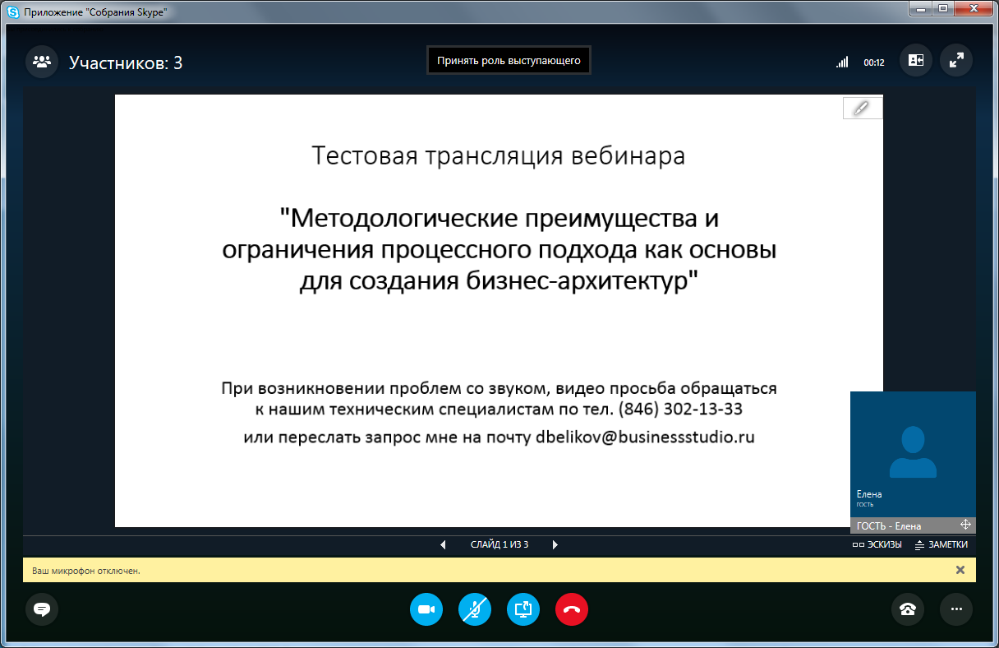 Приложение "Собрания Skype"
Участников: 3
Принять роль выступающего
00:12
Тестовая трансляция вебинара
"Методологические преимущества и
ограничения процессного подхода как основы
для создания бизнес-архитектур"
При возникновении проблем со звуком, видео просьба обращаться
к нашим техническим специалистам по тел. (846) 302-13-33
или переслать запрос мне на почту dbelikov@businessstudio.ru
Елена
гость
ГОСТЬ - Елена
СЛАЙД 1 ИЗ 3
ЭСКИЗЫ
ЗАМЕТКИ
Ваш микрофон отключен.